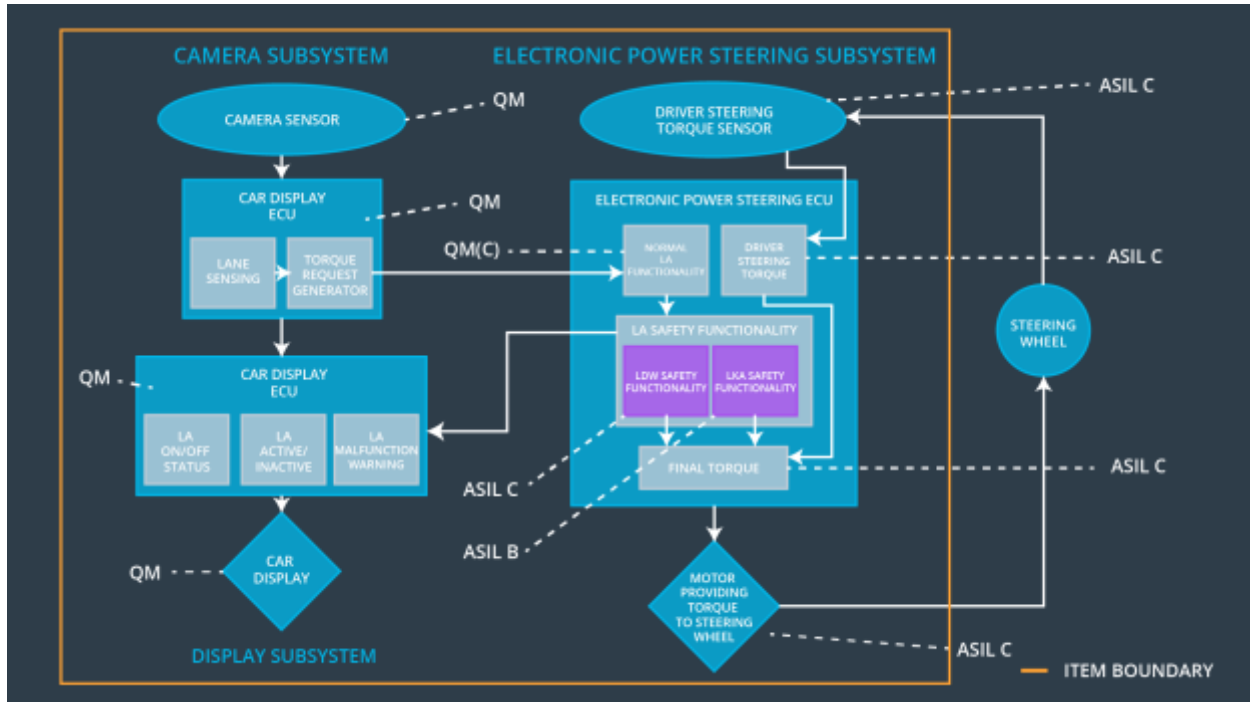 CAMERA SUBSYSTEM
ELECTRONIC POWER STEERING SUBSYSTEM
CAMERA SENSOR
QM
DRIVER STEERING
TORQUE SENSOR
ASIL C
CAR DISPLAY
ECU
QM
LANE
SENSING
TORQUE
REQUEST
GENERATOR
ELECTRONIC POWER STEERING ECU
QM(C)
NORMAL
LA
FUNCTIONALITY
DRIVER
STEERING
TORQUE
ASIL C
STEERING
WHEEL
LA SAFETY FUNCTIONALITY
LDW SAFETY
FUNCTIONALITY
LKA SAFETY
FUNCTIONALITY
QM
CAR DISPLAY
ECU
LA
ON/OFF
STATUS
LA
ACTIVE/
INACTIVE
LA
MALFUNCTION
WARNING
FINAL TORQUE
ASIL C
ASIL C
ASIL B
QM
CAR
DISPLAY
MOTOR
PROVIDING
TORQUE
TO STEERING
WHEEL
ASIL C
DISPLAY SUBSYSTEM
ITEM BOUNDARY